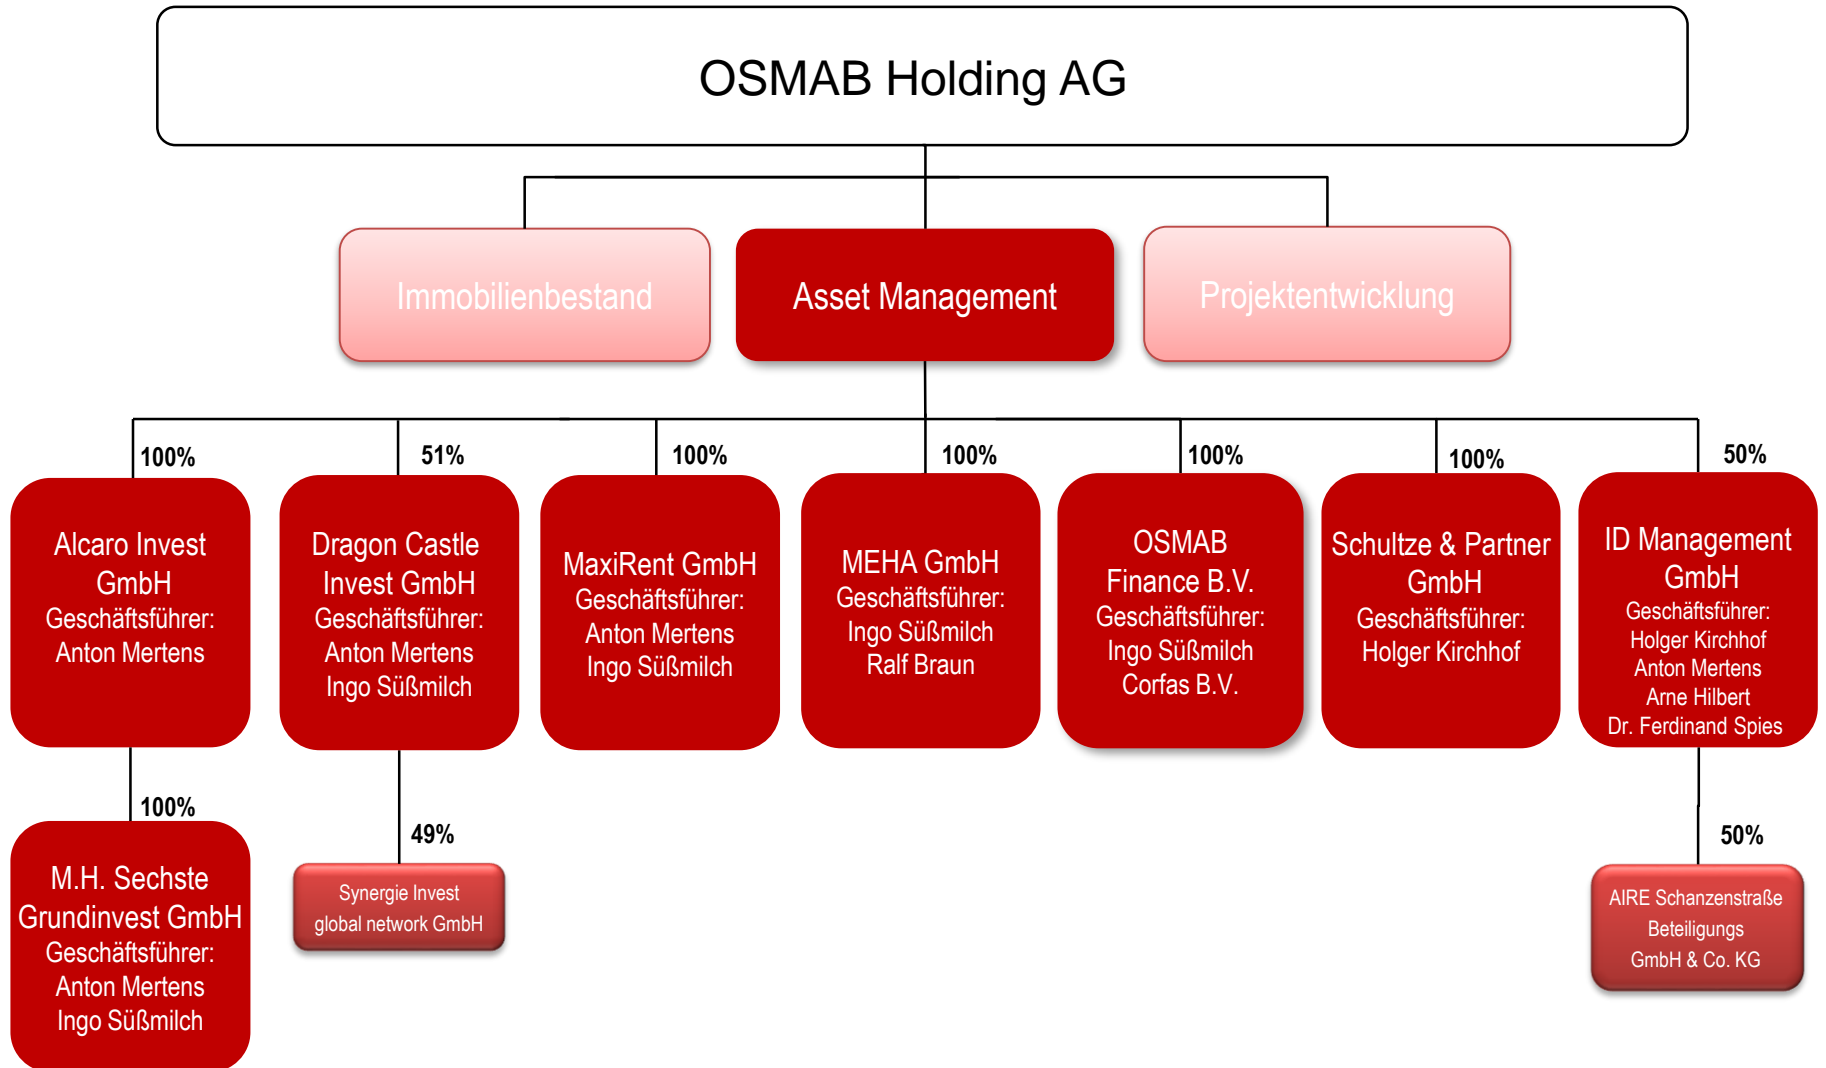 OSMAB Holding AG
Immobilienbestand
Asset Management
Projektentwicklung
100%
51%
100%
100%
100%
100%
50%
Alcaro Invest
GmbH
Geschäftsführer:
Anton Mertens
Dragon Castle
Invest GmbH
Geschäftsführer:
Anton Mertens
Ingo Süßmilch
MaxiRent GmbH
Geschäftsführer:
Anton Mertens
Ingo Süßmilch
MEHA GmbH
Geschäftsführer:
Ingo Süßmilch
Ralf Braun
OSMAB
Finance B.V.
Geschäftsführer:
Ingo Süßmilch
Corfas B.V.
Schultze & Partner
GmbH
Geschäftsführer:
Holger Kirchhof
ID Management
GmbH
Geschäftsführer:
Holger Kirchhof
Anton Mertens
Arne Hilbert
Dr. Ferdinand Spies
100%
49%
50%
M.H. Sechste
Grundinvest GmbH
Geschäftsführer:
Anton Mertens
Ingo Süßmilch
Synergie Invest
global network GmbH
AIRE Schanzenstraße
Beteiligungs
GmbH & Co. KG